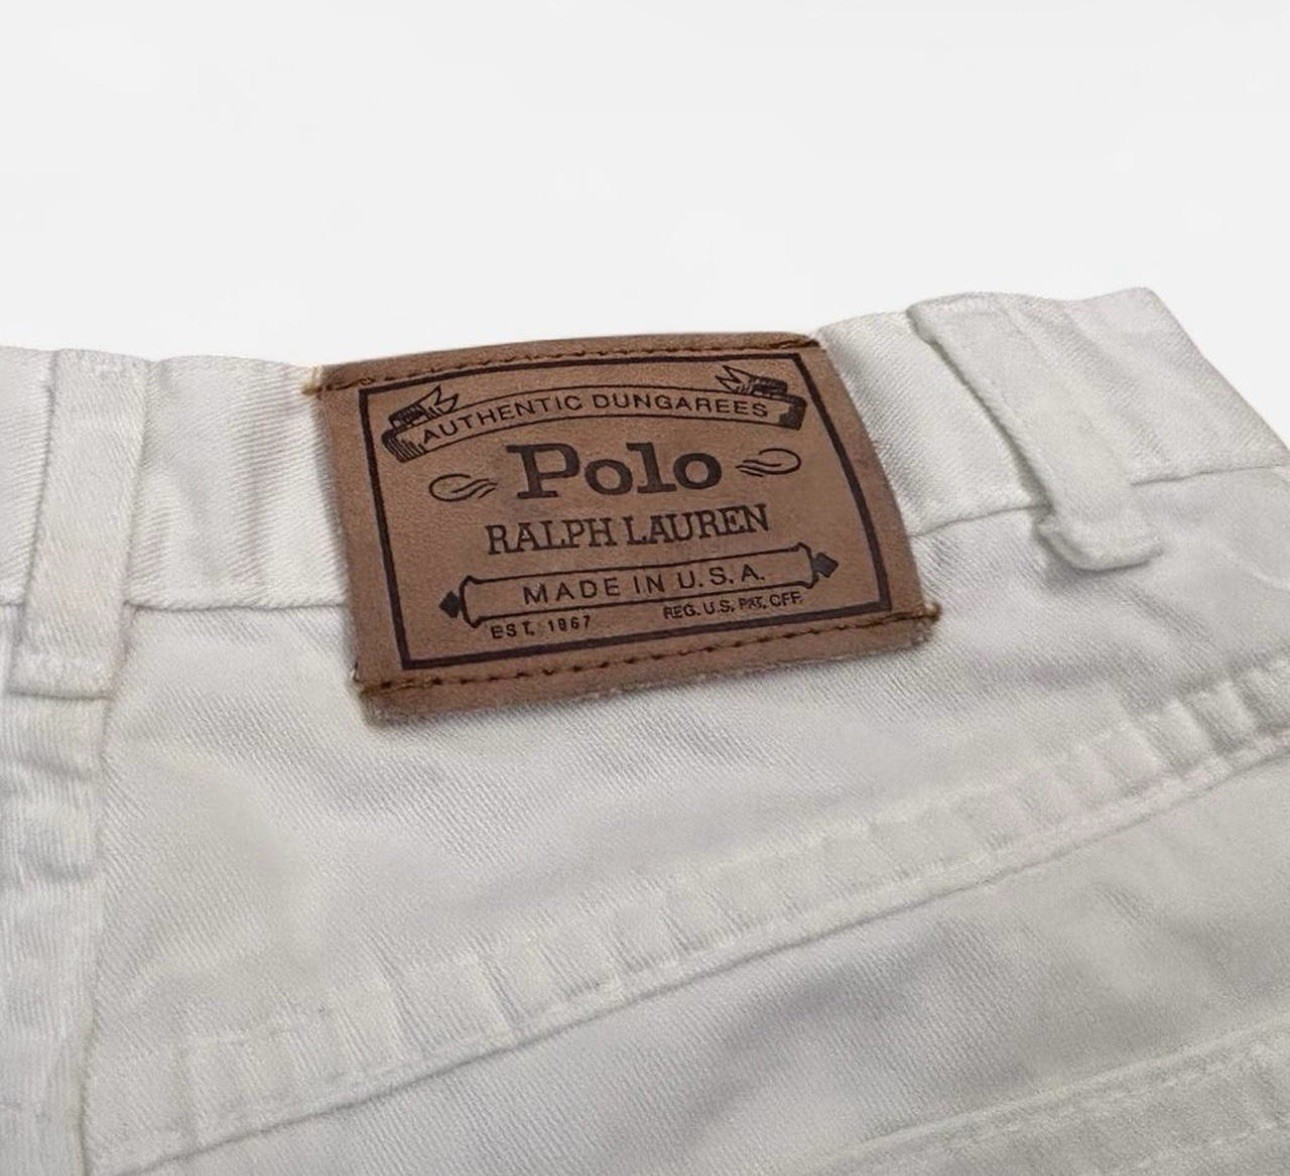 AUTHENTIC DUNGAREES
Polo
RALPH LAUREN
MADE IN U.S.A.
EST. 1967
REG. U.S. PAT. OFF.